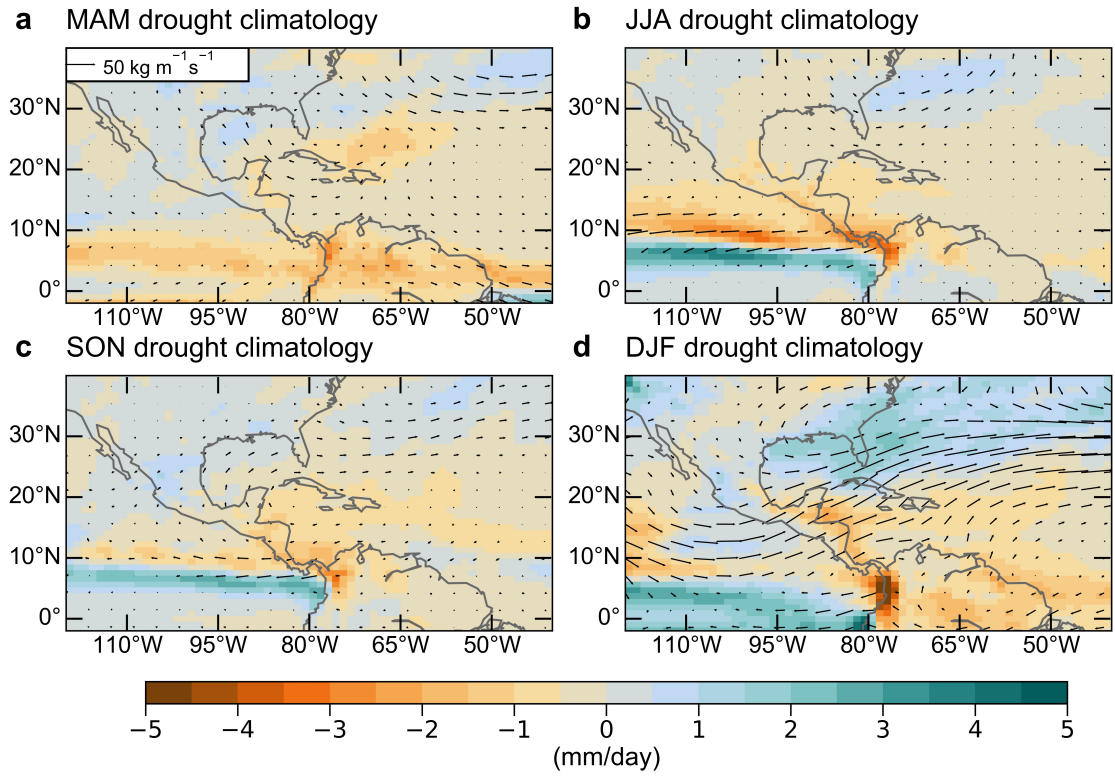 a MAM drought climatology
b JJA drought climatology
50 kg m⁻¹s⁻¹
30°N
20°N
10°N
0°
30°N
20°N
10°N
0°
110°W 95°W 80°W 65°W 50°W
110°W 95°W 80°W 65°W 50°W
c SON drought climatology
d DJF drought climatology
30°N
20°N
10°N
0°
30°N
20°N
10°N
0°
110°W 95°W 80°W 65°W 50°W
110°W 95°W 80°W 65°W 50°W
−5 −4 −3 −2 −1 0 1 2 3 4 5
(mm/day)